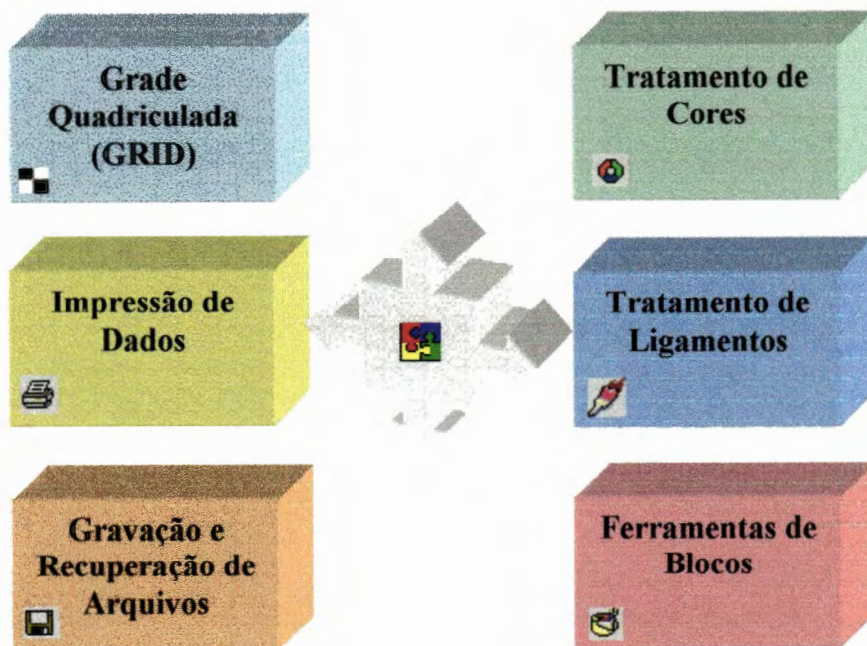 Grade
Quadriculada
(GRID)
Tratamento de
Cores
Impressão de
Dados
Tratamento de
Ligamentos
Gravação e
Recuperação de
Arquivos
Ferramentas de
Blocos